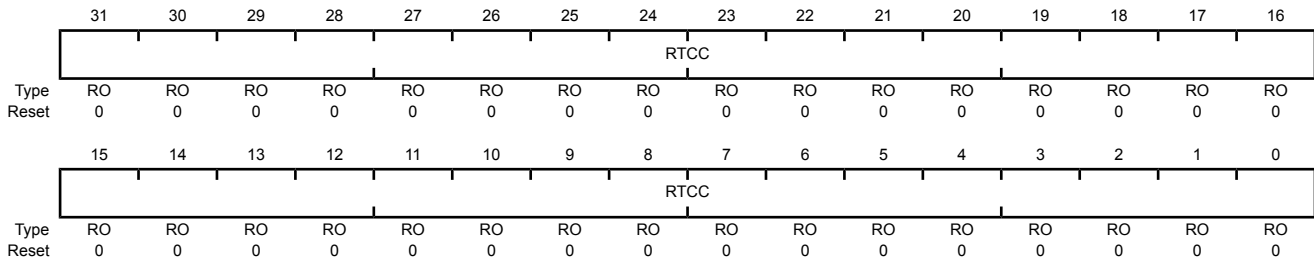 31 30 29 28 27 26 25 24 23 22 21 20 19 18 17 16
RTCC
Type RO RO RO RO RO RO RO RO RO RO RO RO RO RO RO RO
Reset 0 0 0 0 0 0 0 0 0 0 0 0 0 0 0 0
15 14 13 12 11 10 9 8 7 6 5 4 3 2 1 0
RTCC
Type RO RO RO RO RO RO RO RO RO RO RO RO RO RO RO RO
Reset 0 0 0 0 0 0 0 0 0 0 0 0 0 0 0 0